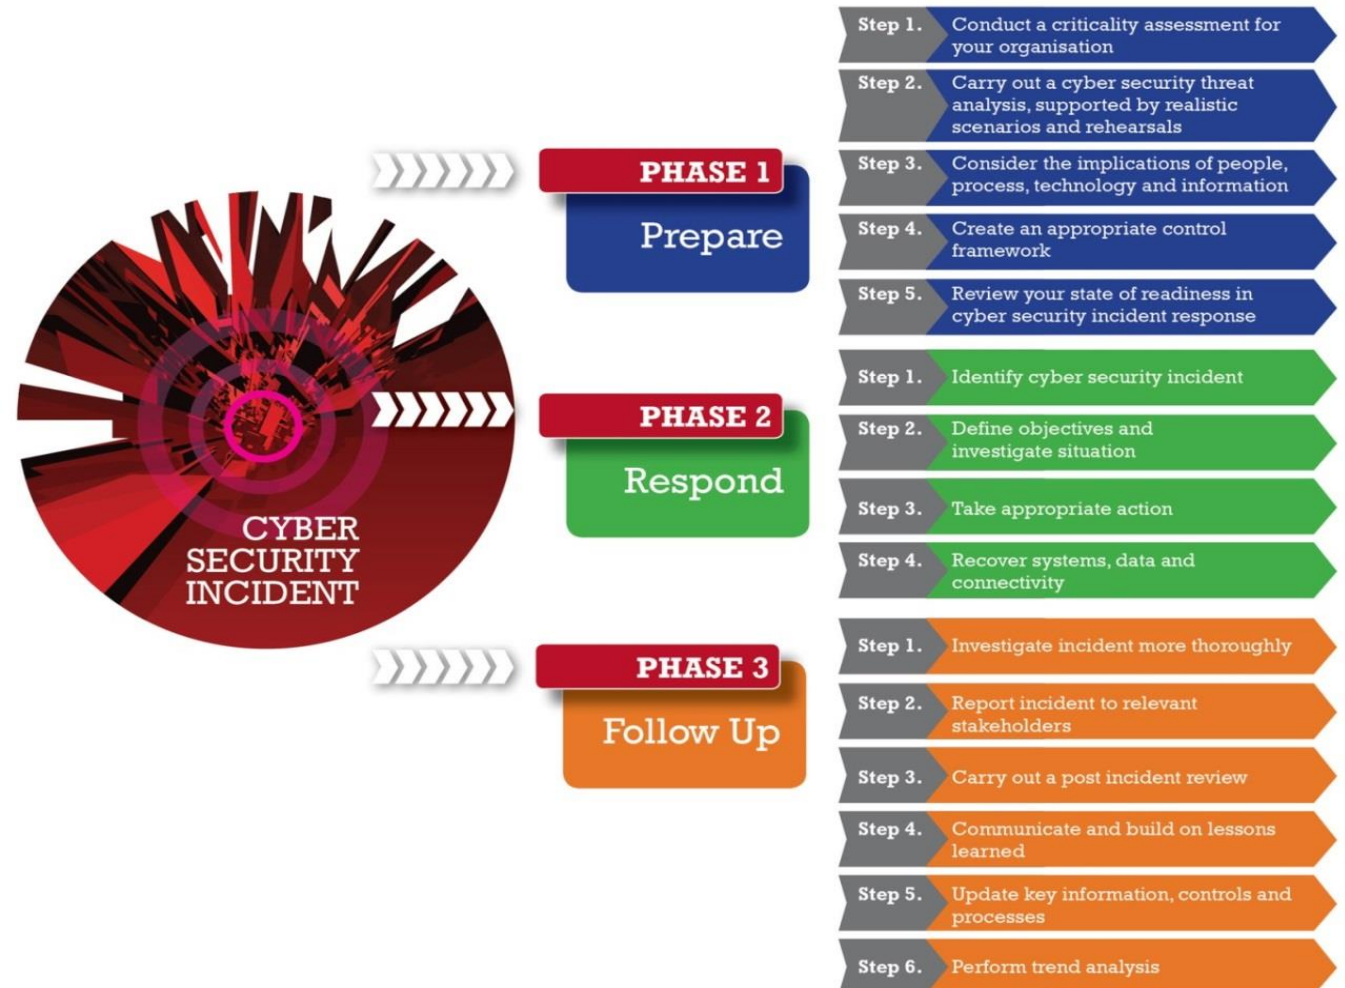 CYBER
SECURITY
INCIDENT
PHASE 1
Prepare
Step 1.
Conduct a criticality assessment for
your organisation
Step 2.
Carry out a cyber security threat
analysis, supported by realistic
scenarios and rehearsals
Step 3.
Consider the implications of people,
process, technology and information
Step 4.
Create an appropriate control
framework
Step 5.
Review your state of readiness in
cyber security incident response
PHASE 2
Respond
Step 1.
Identify cyber security incident
Step 2.
Define objectives and
investigate situation
Step 3.
Take appropriate action
Step 4.
Recover systems, data and
connectivity
PHASE 3
Follow Up
Step 1.
Investigate incident more thoroughly
Step 2.
Report incident to relevant
stakeholders
Step 3.
Carry out a post incident review
Step 4.
Communicate and build on lessons
learned
Step 5.
Update key information, controls and
processes
Step 6.
Perform trend analysis